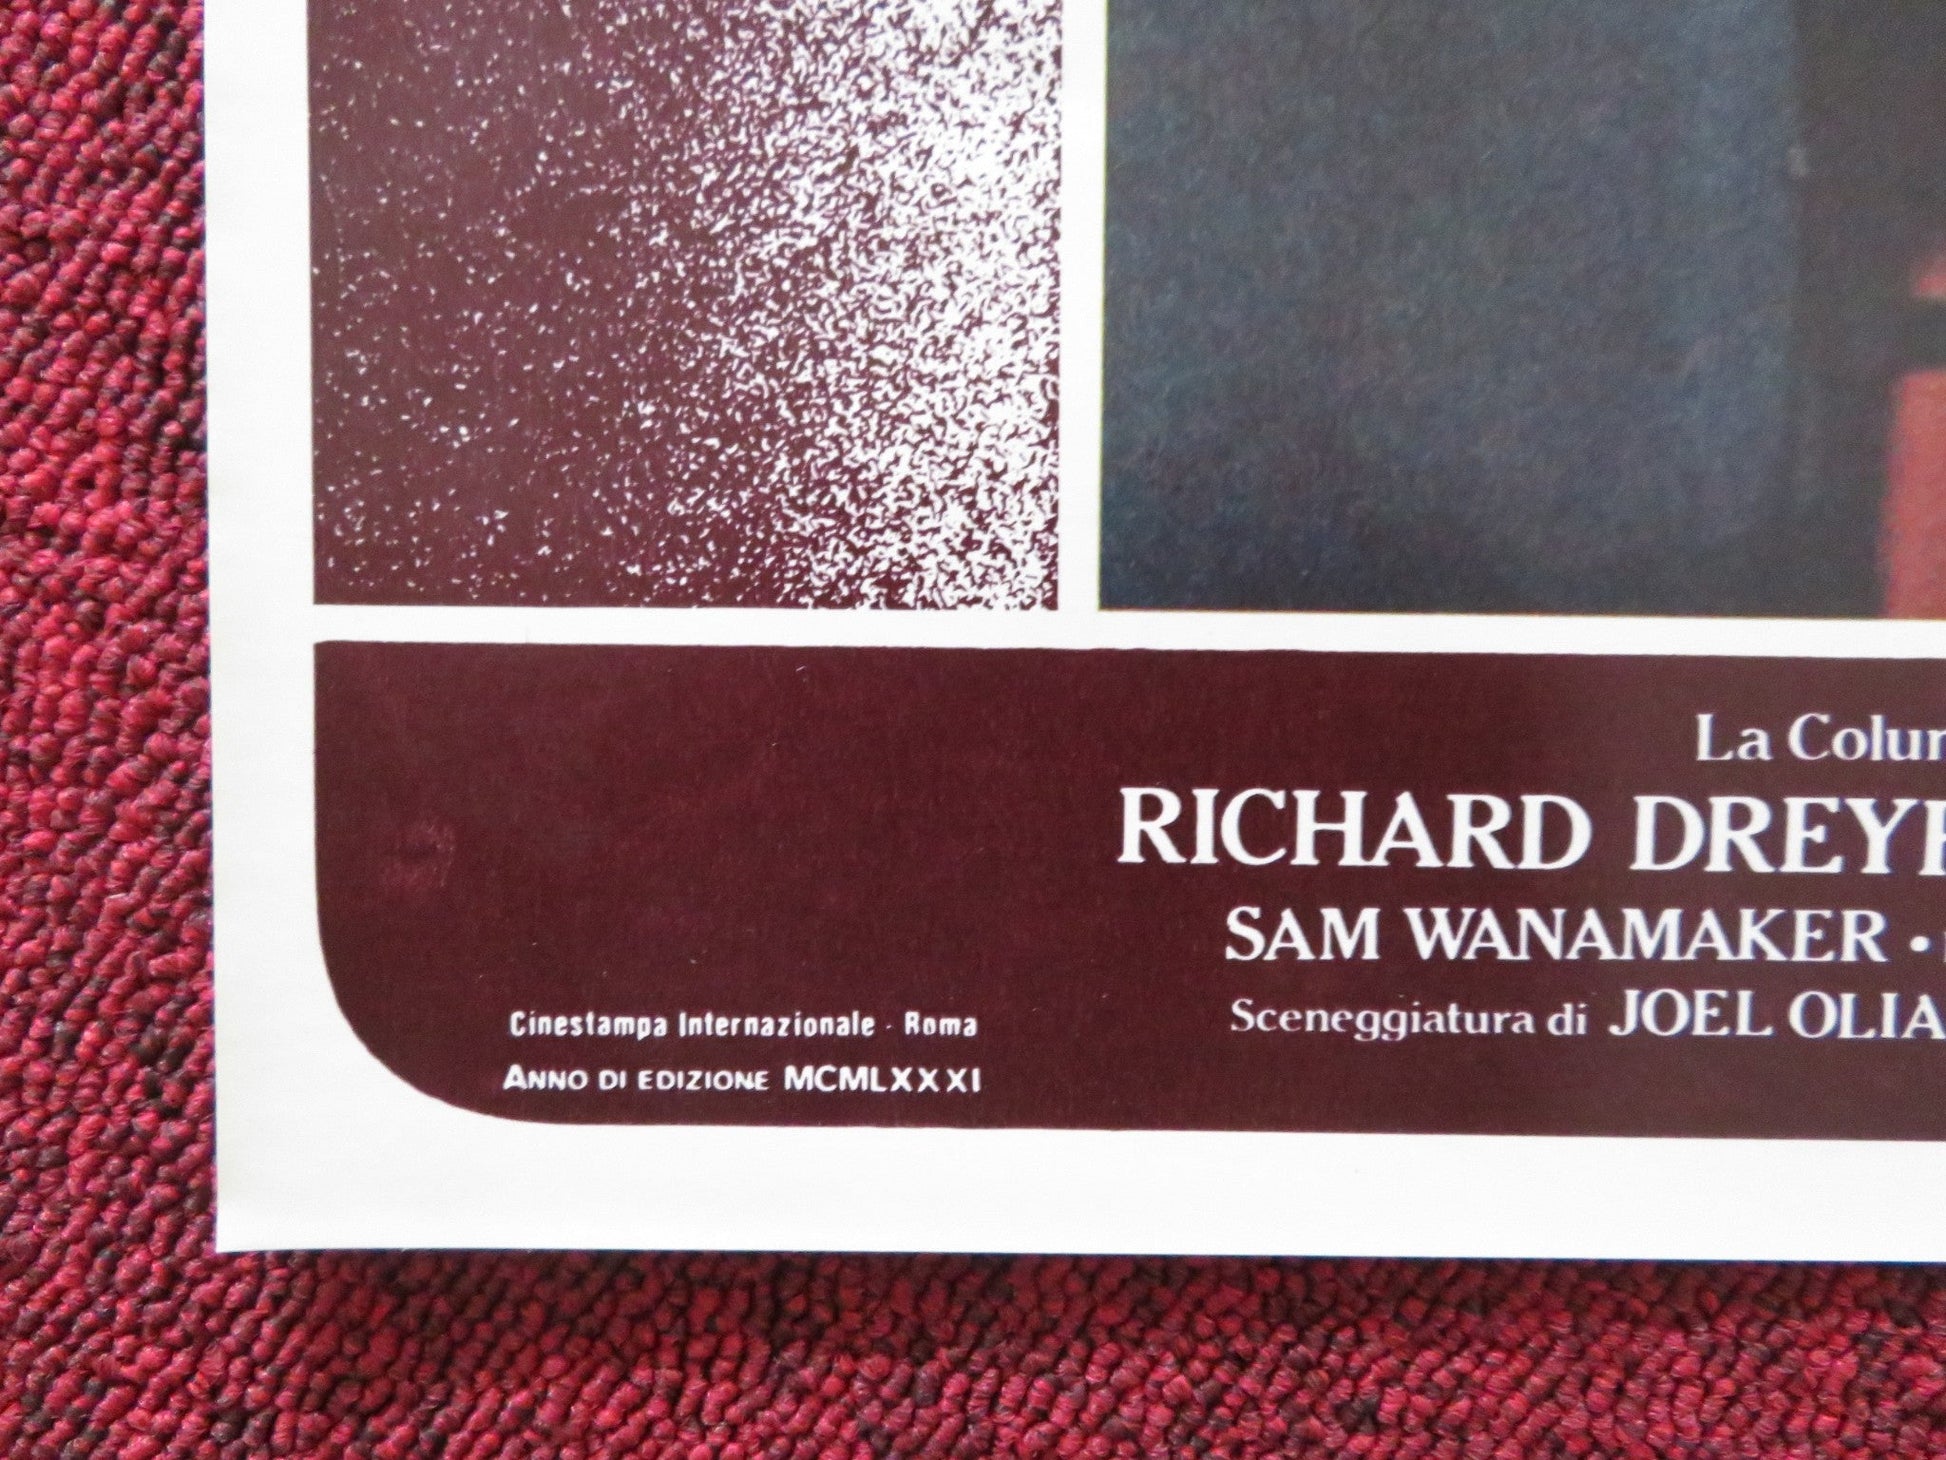 La Colum
RICHARD DREYF
SAM WANAMAKER •
Sceneggiatura di JOEL OLIA
Cinestampa Internazionale · Roma
ANNO DI EDIZIONE MCMLXXXI